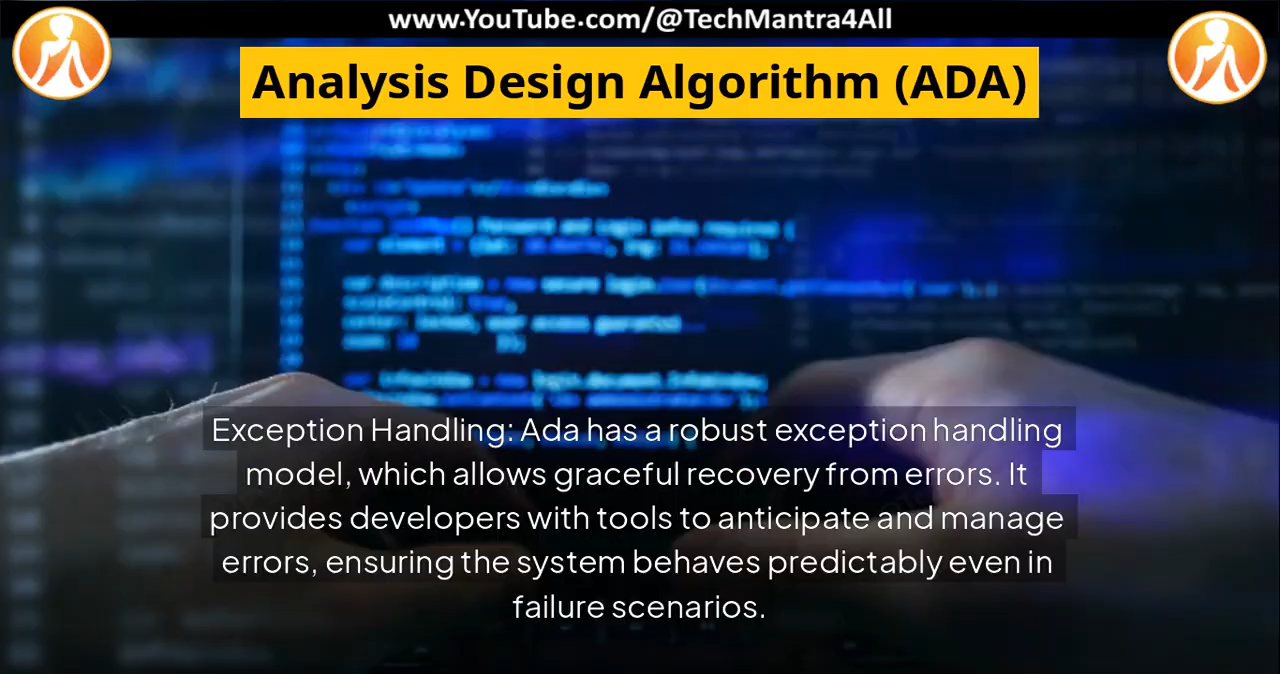 www.YouTube.com/@TechMantra4All
Analysis Design Algorithm (ADA)
Exception Handling: Ada has a robust exception handling
model, which allows graceful recovery from errors. It
provides developers with tools to anticipate and manage
errors, ensuring the system behaves predictably even in
failure scenarios.